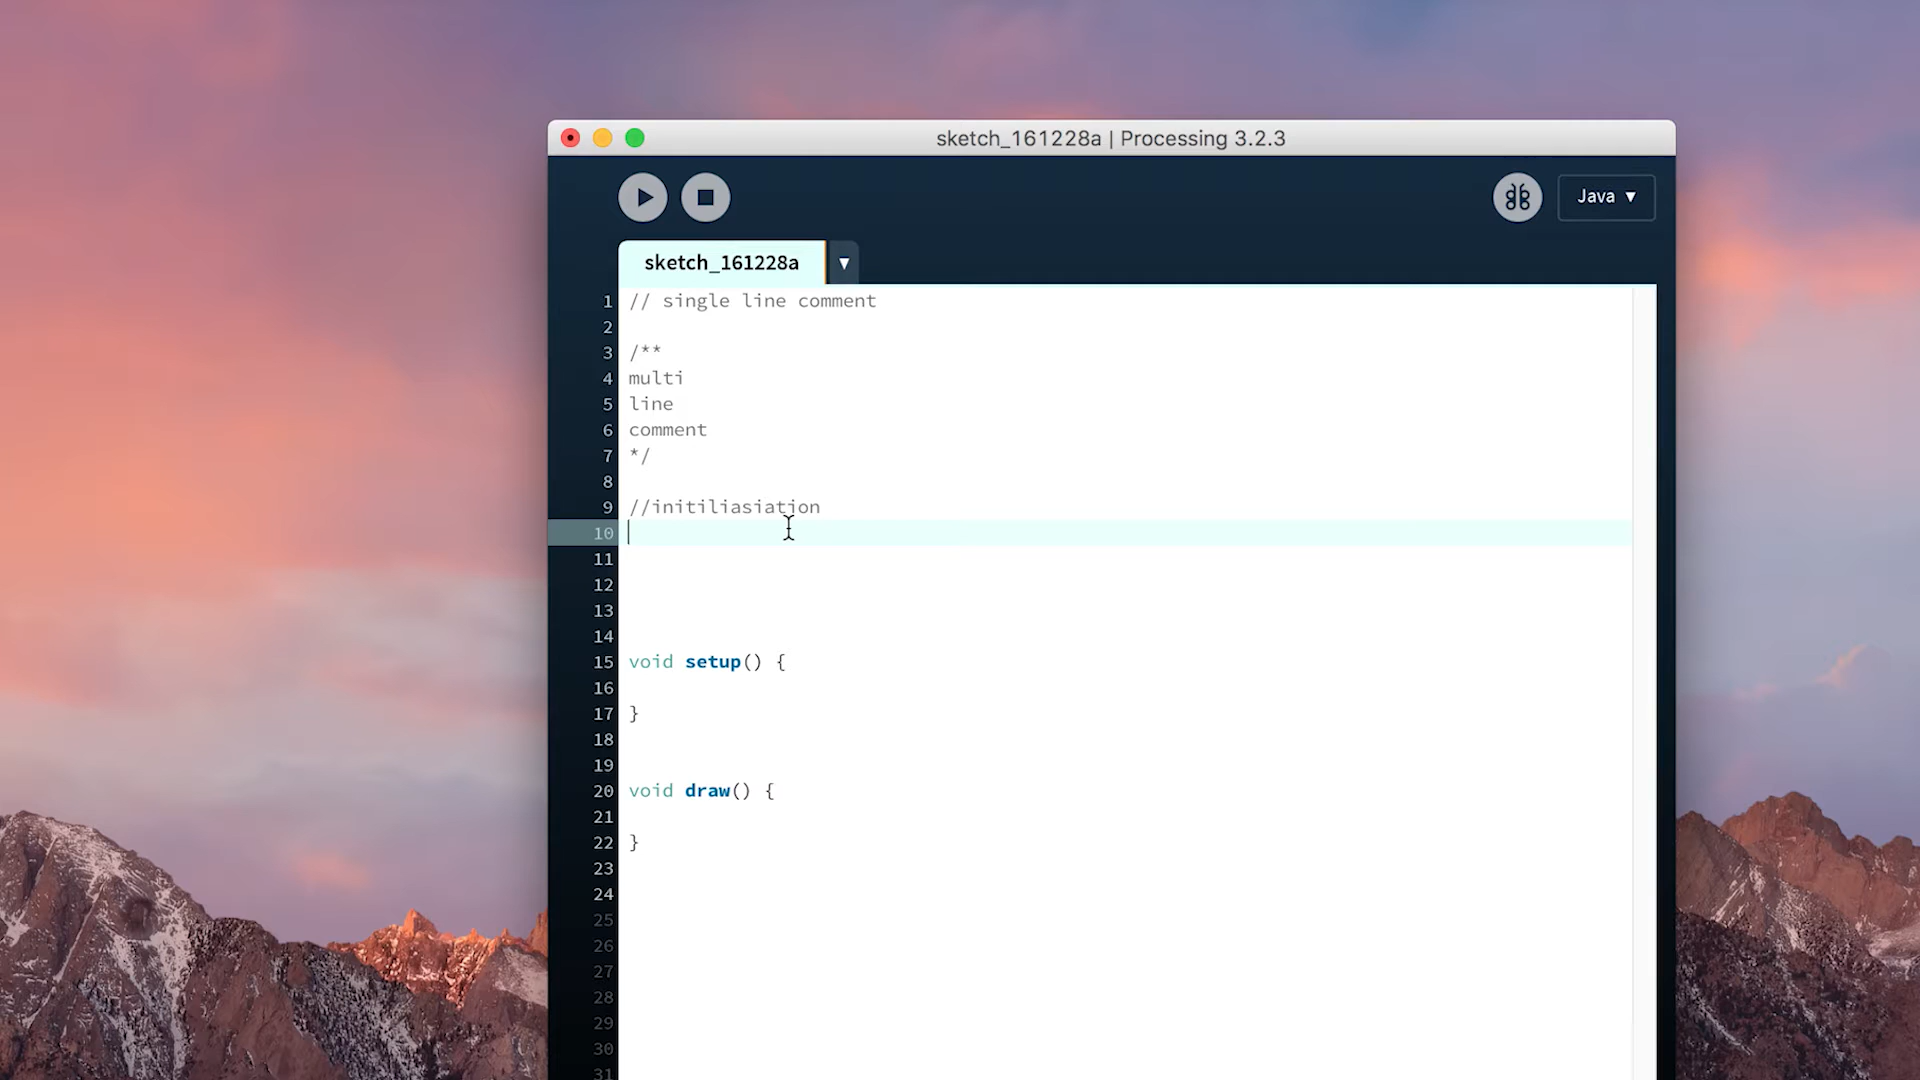 sketch_161228a | Processing 3.2.3
Java ▼
sketch_161228a ▼
1 // single line comment
2
3 /**
4 multi
5 line
6 comment
7 */
8
9 //initiliasiation
10
11
12
13
14
15 void setup() {
16
17 }
18
19
20 void draw() {
21
22 }
23
24
25
26
27
28
29
30
31